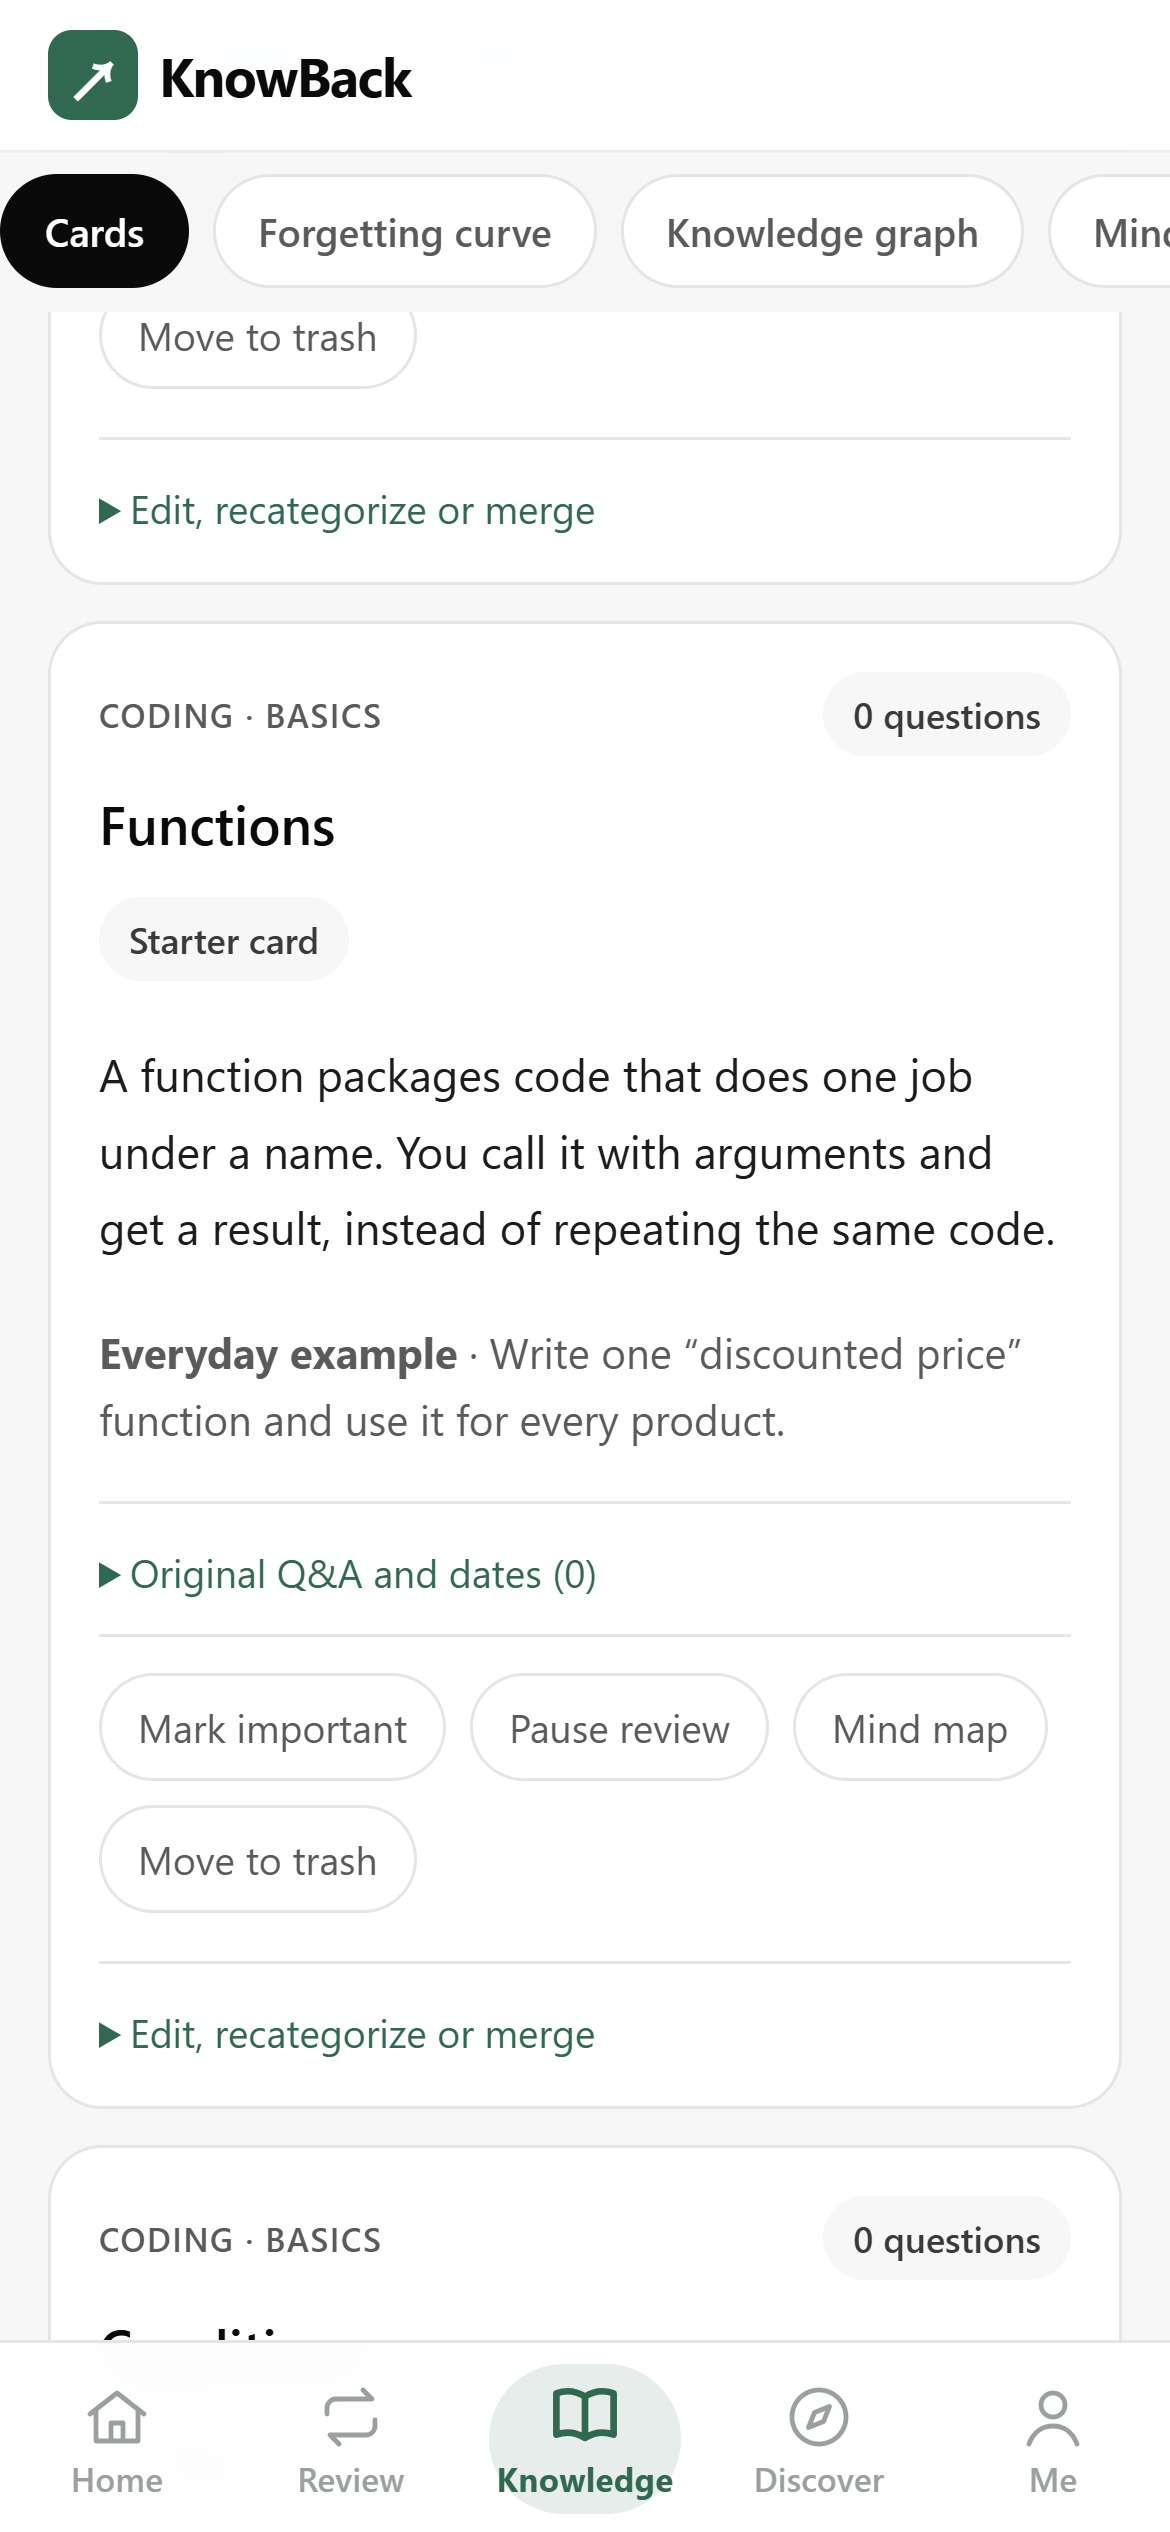 KnowBack
Cards
Forgetting curve
Knowledge graph
Move to trash
Edit, recategorize or merge
CODING · BASICS
0 questions
Functions
Starter card
A function packages code that does one job
under a name. You call it with arguments and
get a result, instead of repeating the same code.
Everyday example · Write one “discounted price”
function and use it for every product.
Original Q&A and dates (0)
Mark important
Pause review
Mind map
Move to trash
Edit, recategorize or merge
CODING · BASICS
0 questions
Home
Review
Knowledge
Discover
Me